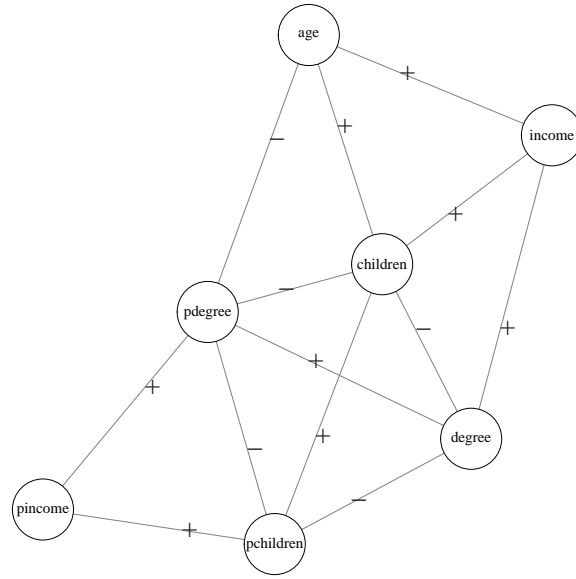 age
+
income
+
−
+
children
−
pdegree
−
+
+
+
degree
+
−
−
pincome
+
pchildren